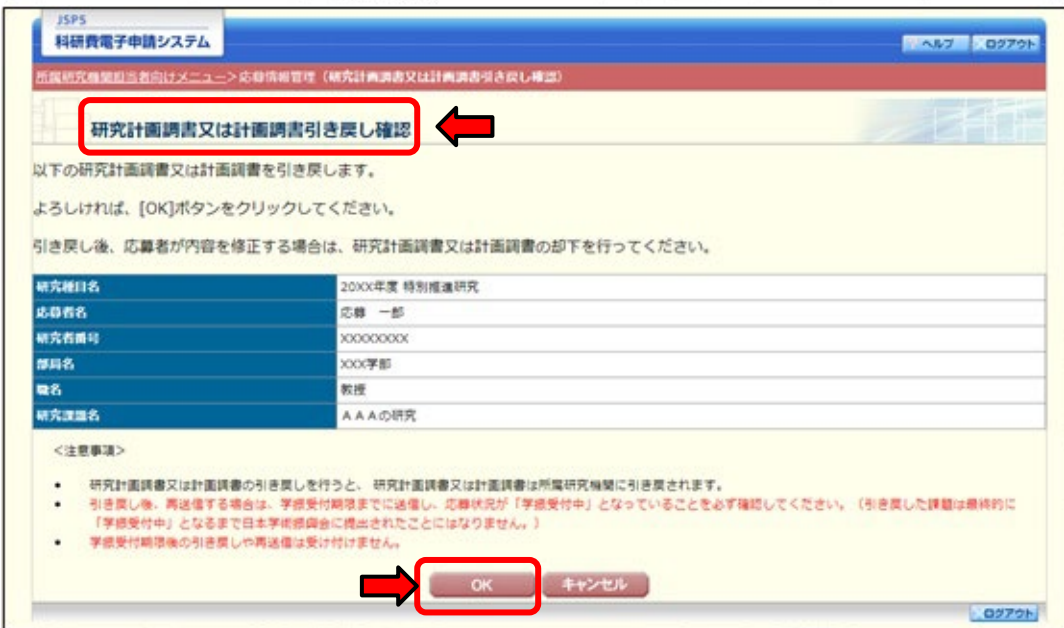 JSPS
科研費電子申請システム
ヘルプ ログアウト
所属研究機関担当者向けメニュー>応募情報管理（研究計画調書又は計画調書引き戻し確認）
研究計画調書又は計画調書引き戻し確認
以下の研究計画調書又は計画調書を引き戻します。
よろしければ、[OK]ボタンをクリックしてください。
引き戻し後、応募者が内容を修正する場合は、研究計画調書又は計画調書の却下を行ってください。
研究種目名 20XX年度 特別推進研究
応募者名 応募 一郎
研究者番号 XXXXXXXX
部局名 XXX学部
職名 教授
研究課題名 ＡＡＡの研究
＜注意事項＞
• 研究計画調書又は計画調書の引き戻しを行うと、 研究計画調書又は計画調書は所属研究機関に引き戻されます。
• 引き戻し後、再送信する場合は、学振受付期限までに送信し、応募状況が「学振受付中」となっていることを必ず確認してください。（引き戻した課題は最終的に
「学振受付中」となるまで日本学術振興会に提出されたことにはなりません。）
• 学振受付期限後の引き戻しや再送信は受け付けません。
OK キャンセル
ログアウト